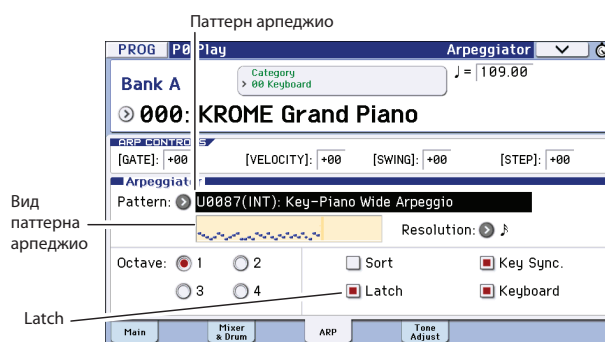 Паттерн арпеджио
PROG P0 Play Arpeggiator
Bank A
Category
00 Keyboard
♩= 109.00
000: KROME Grand Piano
ARP CONTROLS
[GATE]: +00 [VELOCITY]: +00 [SWING]: +00 [STEP]: +00
Arpeggiator
Pattern: U0087(INT): Key-Piano Wide Arpeggio
Вид
паттерна
арпеджио
Resolution: ♪
Octave: 1 2 Sort Key Sync.
3 4 Latch Keyboard
Latch
Main Mixer & Drum ARP Tone Adjust